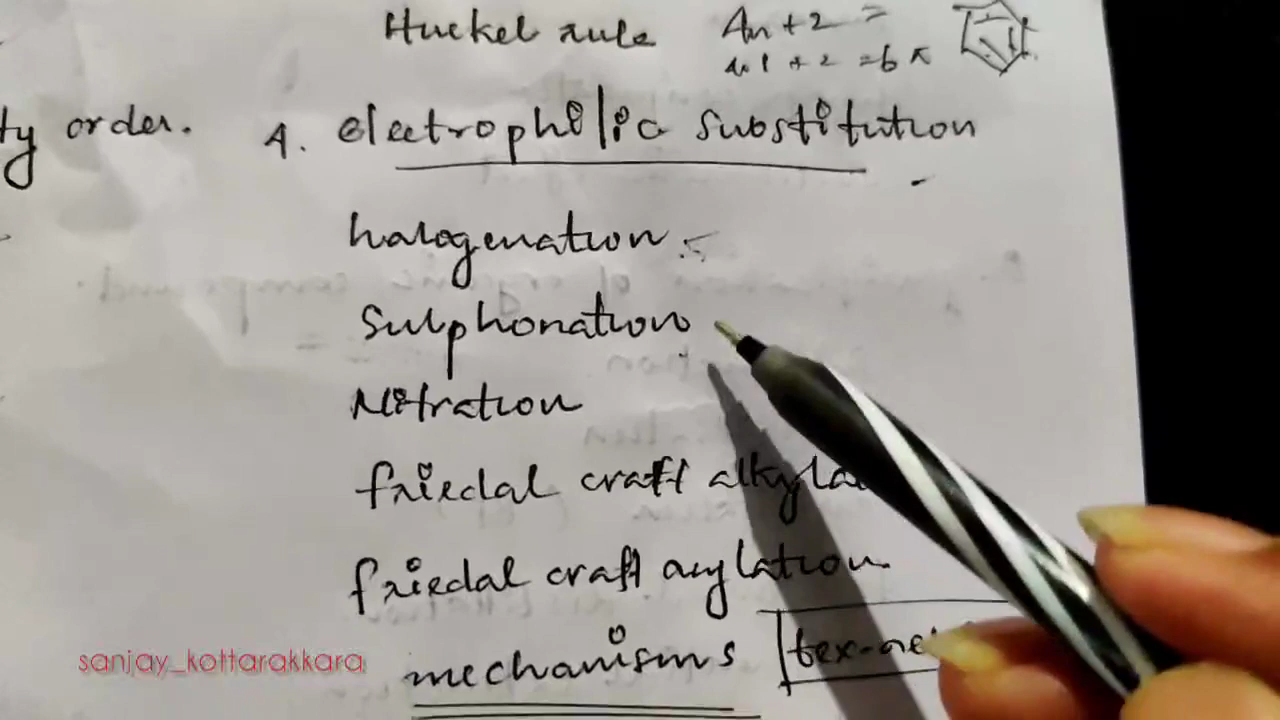 Huckel rule 4n+2 =
4x1+2 =6π
ty order. 4. electrophilic substitution
halogenation
Sulphonation
Nitration
friedal craft alkyla
friedal craft acylation
mechanisms
sanjay_kottarakkara